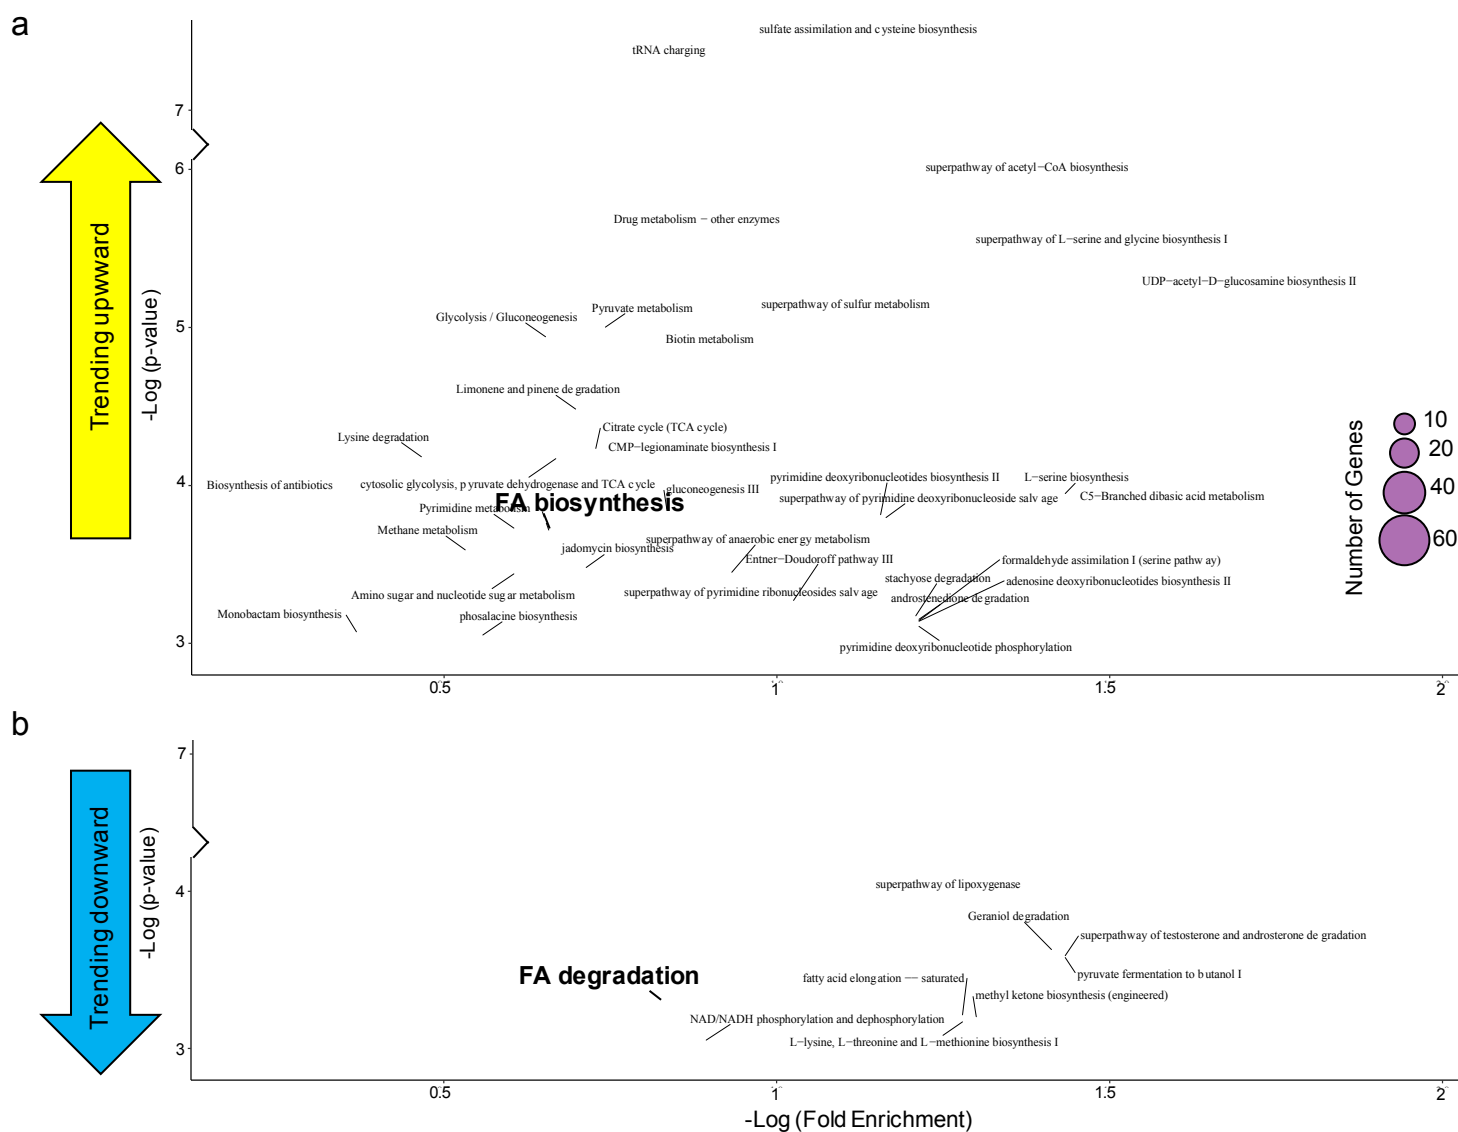 a
sulfate assimilation and cysteine biosynthesis
tRNA charging
7
6
superpathway of acetyl−CoA biosynthesis
Drug metabolism − other enzymes
superpathway of L−serine and glycine biosynthesis I
UDP−acetyl−D−glucosamine biosynthesis II
superpathway of sulfur metabolism
Pyruvate metabolism
Glycolysis / Gluconeogenesis
5
Biotin metabolism
Limonene and pinene degradation
Citrate cycle (TCA cycle)
Lysine degradation
CMP−legionaminate biosynthesis I
Trending upwward
-Log (p-value)
4
Biosynthesis of antibiotics
cytosolic glycolysis, pyruvate dehydrogenase and TCA cycle
gluconeogenesis III
pyrimidine deoxyribonucleotides biosynthesis II
L−serine biosynthesis
superpathway of pyrimidine deoxyribonucleoside salvage
C5−Branched dibasic acid metabolism
FA biosynthesis
Pyrimidine metabolism
Methane metabolism
jadomycin biosynthesis
superpathway of anaerobic energy metabolism
Entner−Doudoroff pathway III
formaldehyde assimilation I (serine pathway)
stachyose degradation
adenosine deoxyribonucleotides biosynthesis II
Amino sugar and nucleotide sugar metabolism
superpathway of pyrimidine ribonucleosides salvage
androstenedione degradation
Monobactam biosynthesis
phosalacine biosynthesis
3
pyrimidine deoxyribonucleotide phosphorylation
0.5
1
1.5
2
Number of Genes
10
20
40
60
b
7
Trending downward
-Log (p-value)
4
superpathway of lipoxygenase
Geraniol degradation
superpathway of testosterone and androsterone degradation
FA degradation
fatty acid elongation −− saturated
pyruvate fermentation to butanol I
methyl ketone biosynthesis (engineered)
NAD/NADH phosphorylation and dephosphorylation
L−lysine, L−threonine and L−methionine biosynthesis I
3
0.5
1
1.5
2
-Log (Fold Enrichment)